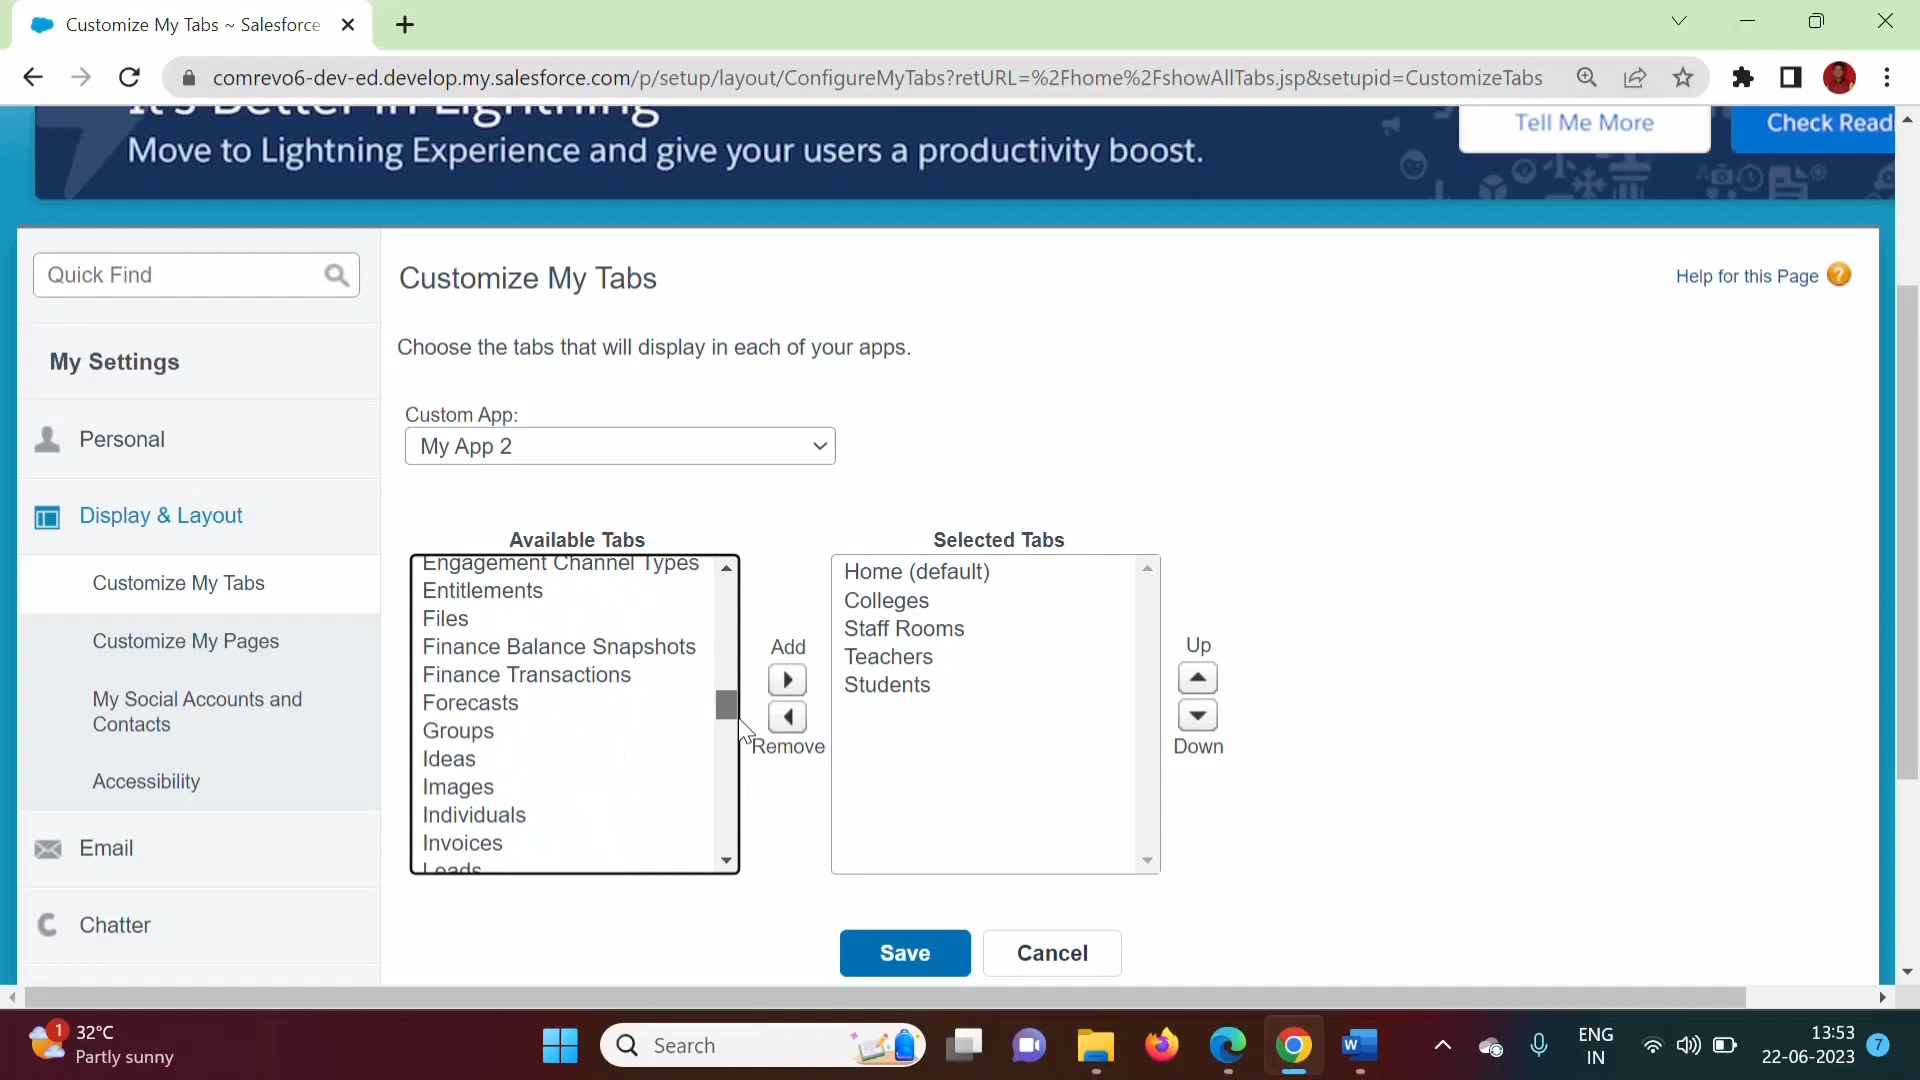 Customize My Tabs ~ Salesforce
comrevo6-dev-ed.develop.my.salesforce.com/p/setup/layout/ConfigureMyTabs?retURL=%2Fhome%2FshowAllTabs.jsp&setupid=CustomizeTabs
It's Better in Lightning
Move to Lightning Experience and give your users a productivity boost.
Tell Me More
Check Read
Quick Find
My Settings
Personal
Display & Layout
Customize My Tabs
Customize My Pages
My Social Accounts and
Contacts
Accessibility
Email
Chatter
Customize My Tabs
Help for this Page ?
Choose the tabs that will display in each of your apps.
Custom App:
My App 2
Available Tabs
Engagement Channel Types
Entitlements
Files
Finance Balance Snapshots
Finance Transactions
Forecasts
Groups
Ideas
Images
Individuals
Invoices
Leads
Add
Remove
Selected Tabs
Home (default)
Colleges
Staff Rooms
Teachers
Students
Up
Down
Save
Cancel
1
32°C
Partly sunny
Search
W
ENG
IN
13:53
22-06-2023
7